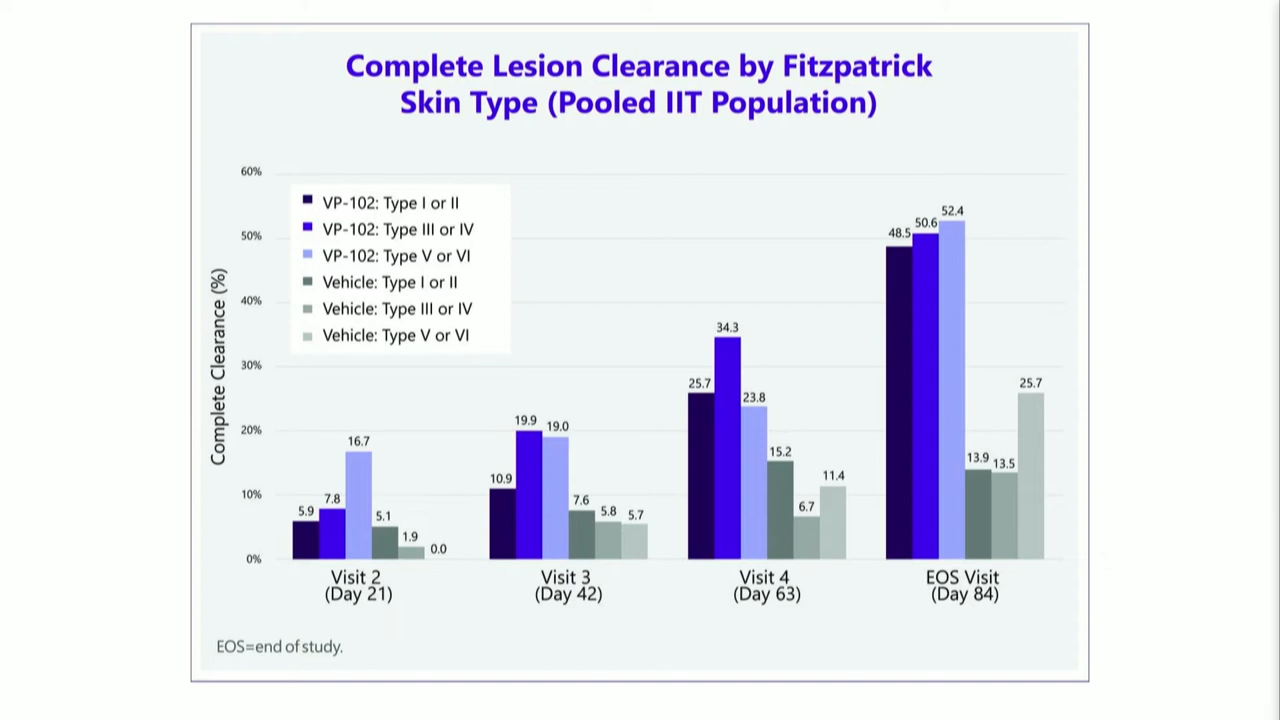 Complete Lesion Clearance by Fitzpatrick
Skin Type (Pooled IIT Population)
Complete Clearance (%)
60%
50%
40%
30%
20%
10%
0%
VP-102: Type I or II
VP-102: Type III or IV
VP-102: Type V or VI
Vehicle: Type I or II
Vehicle: Type III or IV
Vehicle: Type V or VI
5.9
7.8
16.7
5.1
1.9
0.0
10.9
19.9
19.0
7.6
5.8
5.7
25.7
34.3
23.8
15.2
6.7
11.4
48.5
50.6
52.4
13.9
13.5
25.7
Visit 2
(Day 21)
Visit 3
(Day 42)
Visit 4
(Day 63)
EOS Visit
(Day 84)
EOS=end of study.